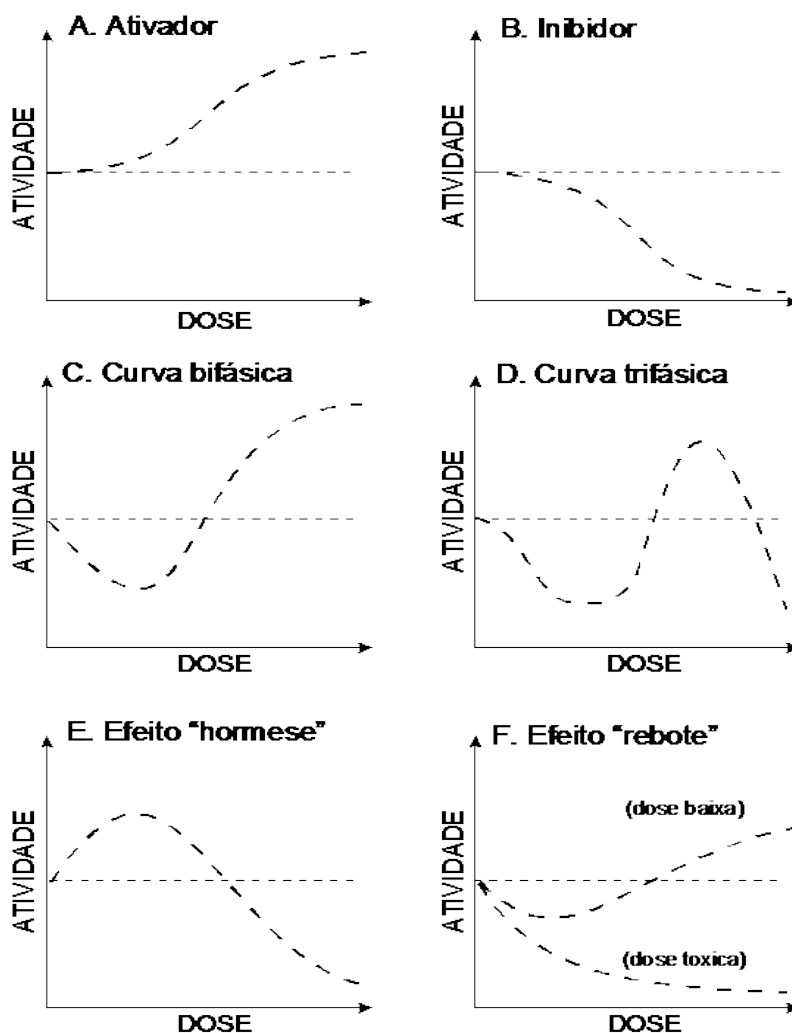 A. Ativador
ATIVIDADE
DOSE
B. Inibidor
ATIVIDADE
DOSE
C. Curva bifásica
ATIVIDADE
DOSE
D. Curva trifásica
ATIVIDADE
DOSE
E. Efeito “hormese”
ATIVIDADE
DOSE
F. Efeito “rebote”
(dose baixa)
ATIVIDADE
(dose toxica)
DOSE